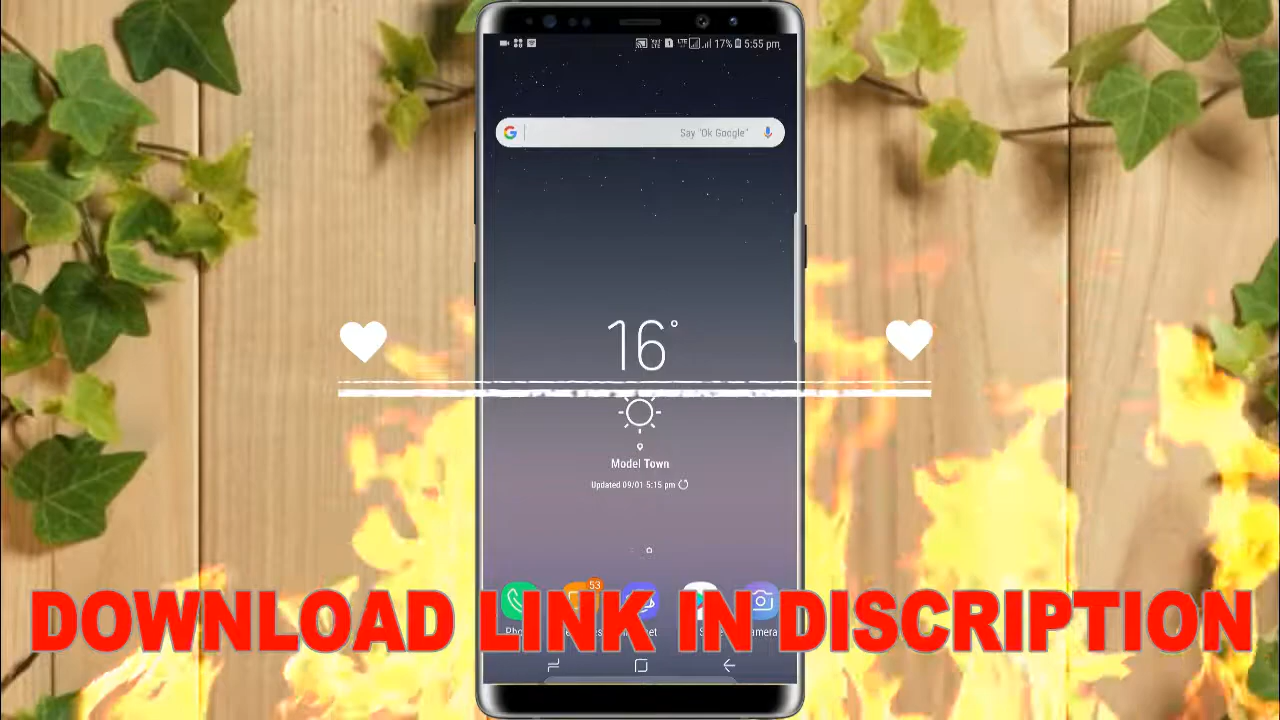 17% 5:55 pm
Say "Ok Google"
16°
Model Town
Updated 09/01 5:15 pm
53
DOWNLOAD LINK IN DISCRIPTION